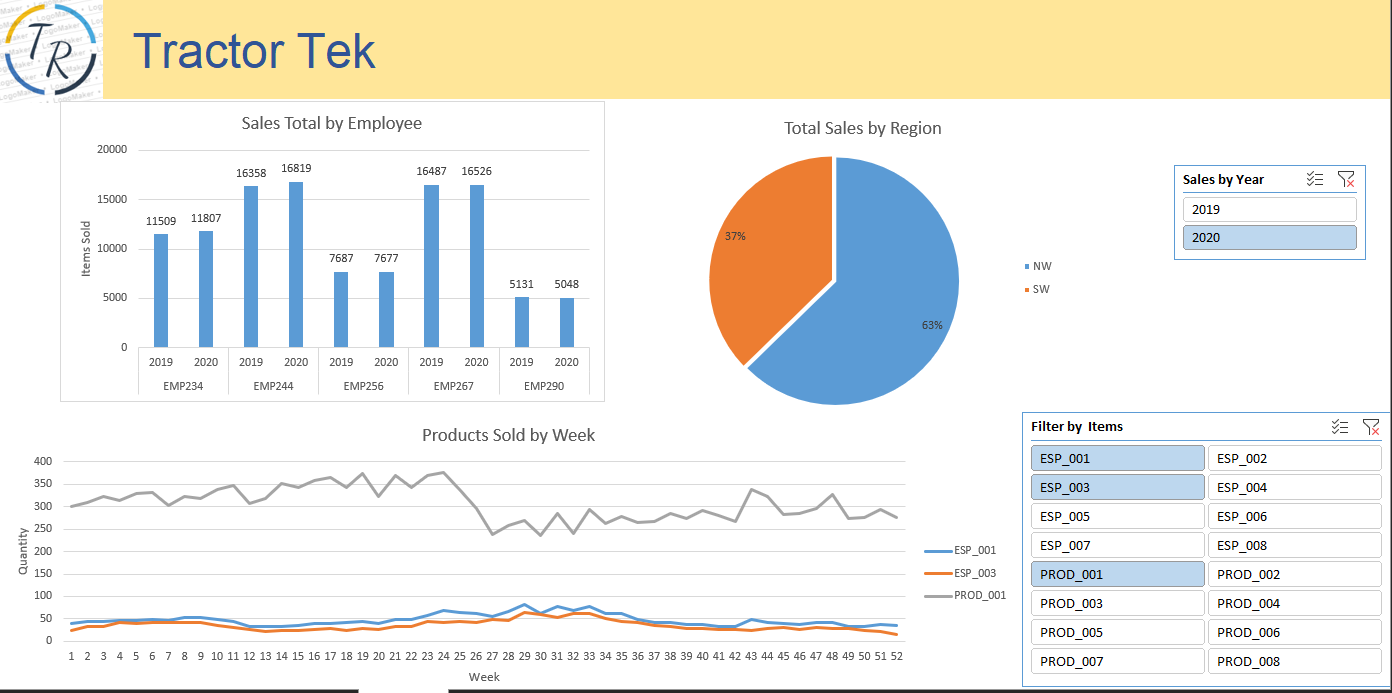 TR
Tractor Tek
Sales Total by Employee
Items Sold
20000
15000
10000
5000
0
11509
11807
16358
16819
7687
7677
16487
16526
5131
5048
2019 2020 2019 2020 2019 2020 2019 2020 2019 2020
EMP234 EMP244 EMP256 EMP267 EMP290
Total Sales by Region
37%
63%
NW
SW
Sales by Year
2019
2020
Products Sold by Week
Quantity
400
350
300
250
200
150
100
50
0
1 2 3 4 5 6 7 8 9 10 11 12 13 14 15 16 17 18 19 20 21 22 23 24 25 26 27 28 29 30 31 32 33 34 35 36 37 38 39 40 41 42 43 44 45 46 47 48 49 50 51 52
Week
ESP_001
ESP_003
PROD_001
Filter by Items
ESP_001 ESP_002
ESP_003 ESP_004
ESP_005 ESP_006
ESP_007 ESP_008
PROD_001 PROD_002
PROD_003 PROD_004
PROD_005 PROD_006
PROD_007 PROD_008